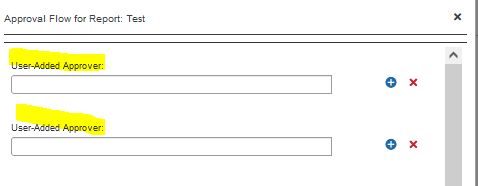 Approval Flow for Report: Test
User-Added Approver:
User-Added Approver: